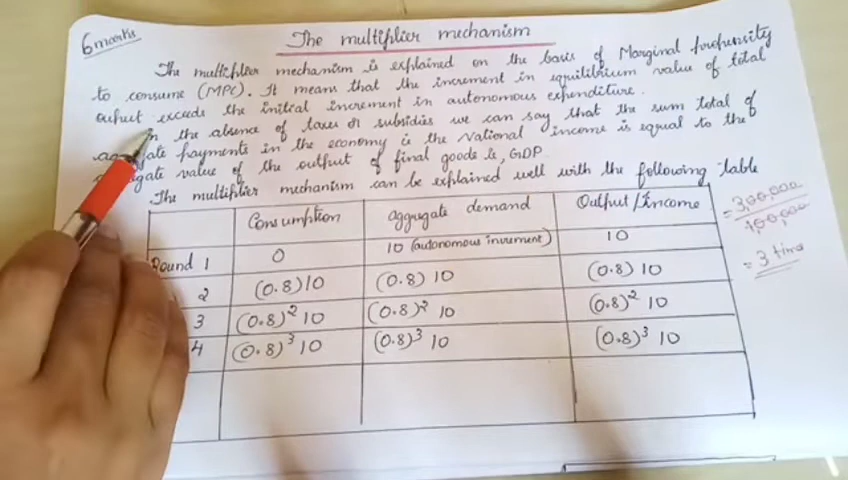 6 marks
The multiplier mechanism
The multiplier mechanism is explained on the basis of Marginal propensity
to consume (MPC). It means that the increment in equilibrium value of total
output exceeds the initial increment in autonomous expenditure.
In the absence of taxes or subsidies we can say that the sum total of
payments in the economy is the National income is equal to the
value of the output of final goods ie, GDP
The multiplier mechanism can be explained well with the following table
Consumption Aggregate demand Output/Income
Round 1 0 10 (autonomous increment) 10
2 (0.8)10 (0.8) 10 (0.8) 10
3 (0.8)² 10 (0.8)² 10 (0.8)² 10
4 (0.8)³ 10 (0.8)³ 10 (0.8)³ 10
= 3,00,000
1,00,000
= 3 time